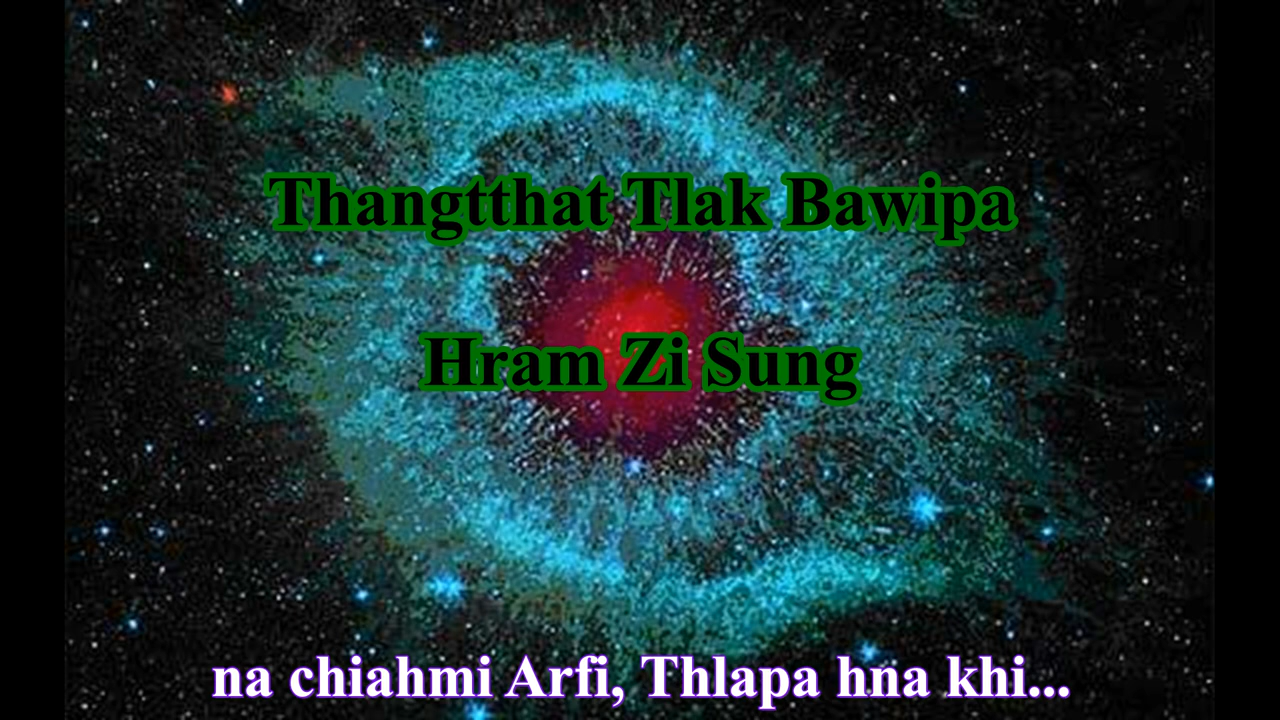 Thangtthat Tlak Bawipa
Hram Zi Sung
na chiahmi Arfi, Thlapa hna khi...